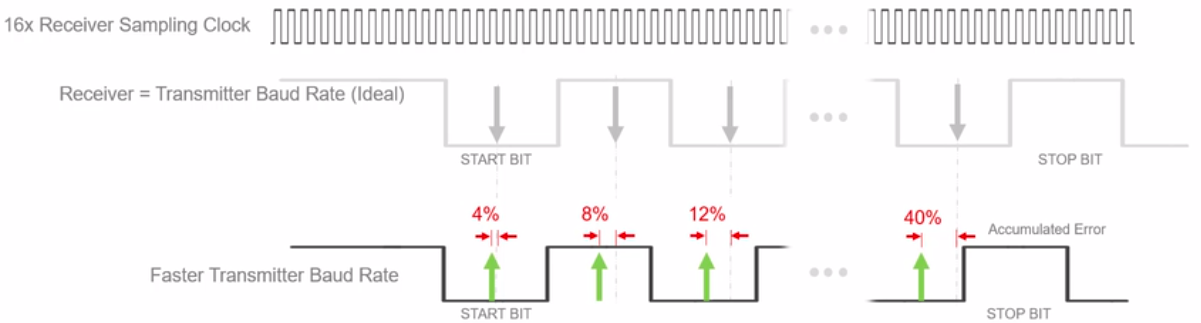 16x Receiver Sampling Clock
Receiver = Transmitter Baud Rate (Ideal)
START BIT
STOP BIT
4%
8%
12%
40%
Accumulated Error
Faster Transmitter Baud Rate
START BIT
STOP BIT